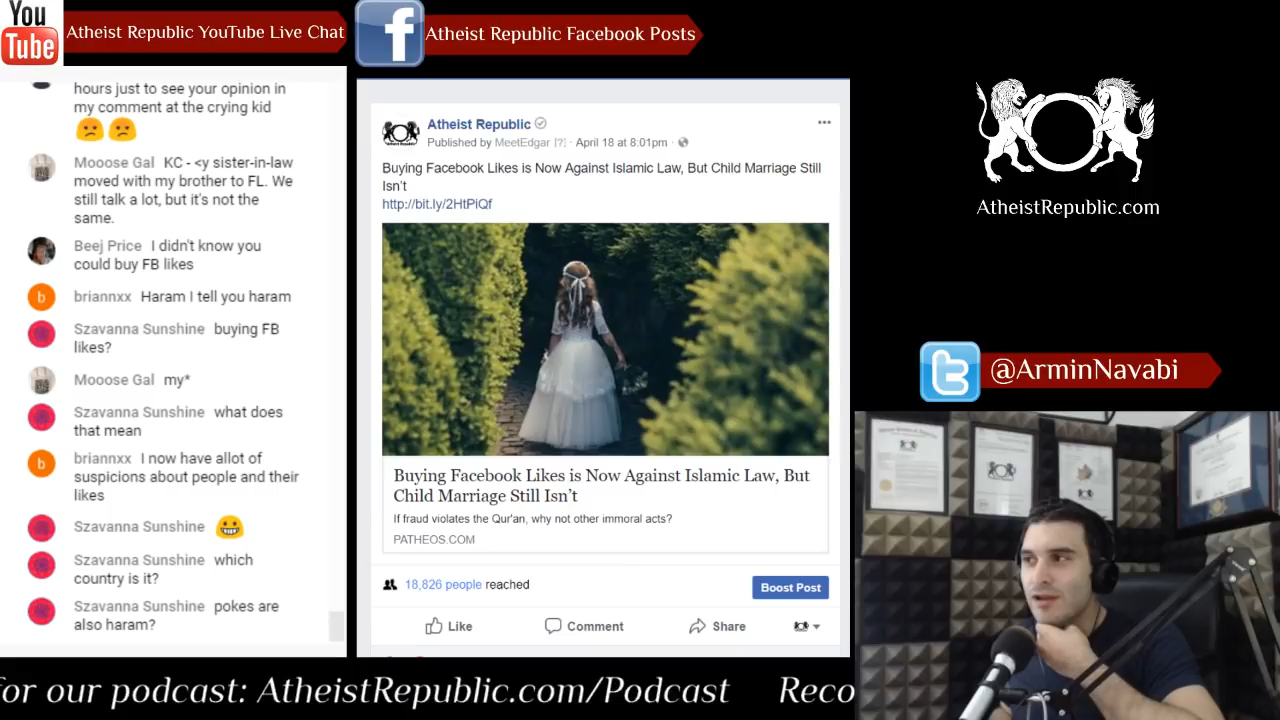 You
Tube
Atheist Republic YouTube Live Chat
f
Atheist Republic Facebook Posts
hours just to see your opinion in
my comment at the crying kid
Mooose Gal KC - <y sister-in-law
moved with my brother to FL. We
still talk a lot, but it's not the
same.
Beej Price I didn't know you
could buy FB likes
b
briannxx Haram I tell you haram
Szavanna Sunshine buying FB
likes?
Mooose Gal my*
Szavanna Sunshine what does
that mean
b
briannxx I now have allot of
suspicions about people and their
likes
Szavanna Sunshine
Szavanna Sunshine which
country is it?
Szavanna Sunshine pokes are
also haram?
Atheist Republic
Published by MeetEdgar [?] · April 18 at 8:01pm ·
Buying Facebook Likes is Now Against Islamic Law, But Child Marriage Still
Isn't
http://bit.ly/2HtPiQf
Buying Facebook Likes is Now Against Islamic Law, But
Child Marriage Still Isn't
If fraud violates the Qur'an, why not other immoral acts?
PATHEOS.COM
18,826 people reached
Boost Post
Like
Comment
Share
AtheistRepublic.com
@ArminNavabi
for our podcast: AtheistRepublic.com/Podcast Reco